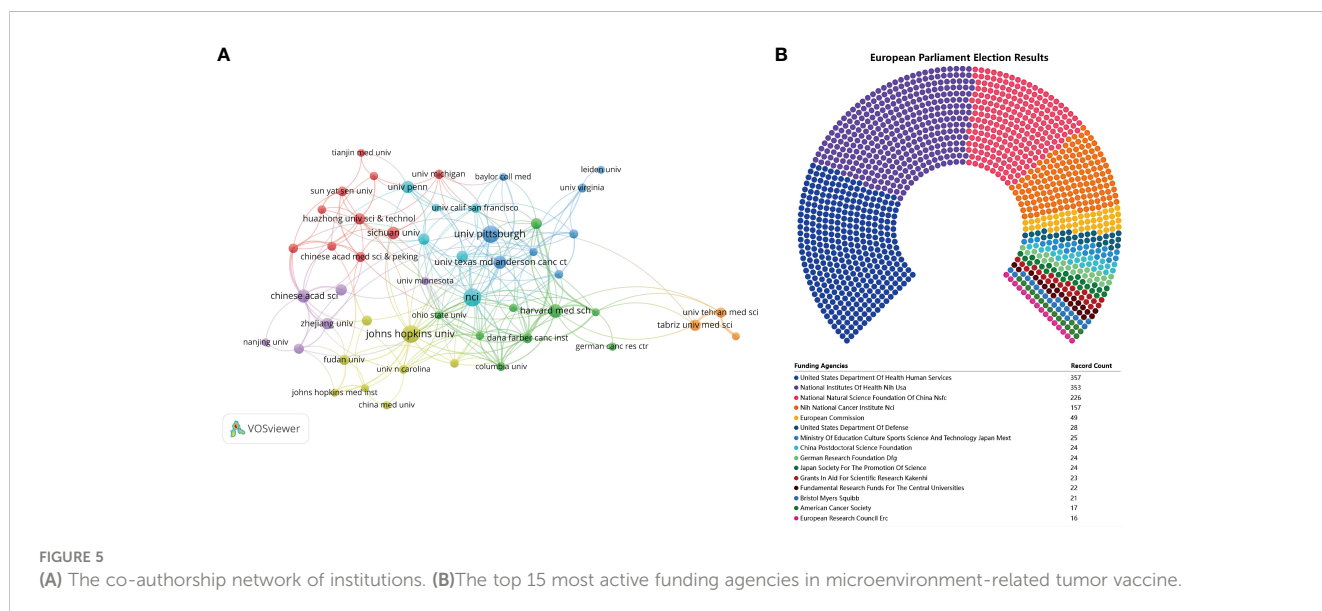 A
B
European Parliament Election Results
tianjin med univ
sun yat sen univ
univ penn
univ michigan
baylor coll med
leiden univ
univ virginia
huazhong univ sci & technol
univ calif san francisco
sichuan univ
univ pittsburgh
chinese acad med sci & peking
univ texas md anderson canc ct
univ minnesota
chinese acad sci
nci
zhejiang univ
ohio state univ
harvard med sch
univ tehran med sci
tabriz univ med sci
nanjing univ
johns hopkins univ
dana farber canc inst
german canc res ctr
fudan univ
univ n carolina
columbia univ
johns hopkins med inst
china med univ
VOSviewer
Funding Agencies Record Count
United States Department Of Health Human Services 357
National Institutes Of Health Nih Usa 353
National Natural Science Foundation Of China Nsfc 226
Nih National Cancer Institute Nci 157
European Commission 49
United States Department Of Defense 28
Ministry Of Education Culture Sports Science And Technology Japan Mext 25
China Postdoctoral Science Foundation 24
German Research Foundation Dfg 24
Japan Society For The Promotion Of Science 24
Grants In Aid For Scientific Research Kakenhi 23
Fundamental Research Funds For The Central Universities 22
Bristol Myers Squibb 21
American Cancer Society 17
European Research Council Erc 16
FIGURE 5
(A) The co-authorship network of institutions. (B)The top 15 most active funding agencies in microenvironment-related tumor vaccine.